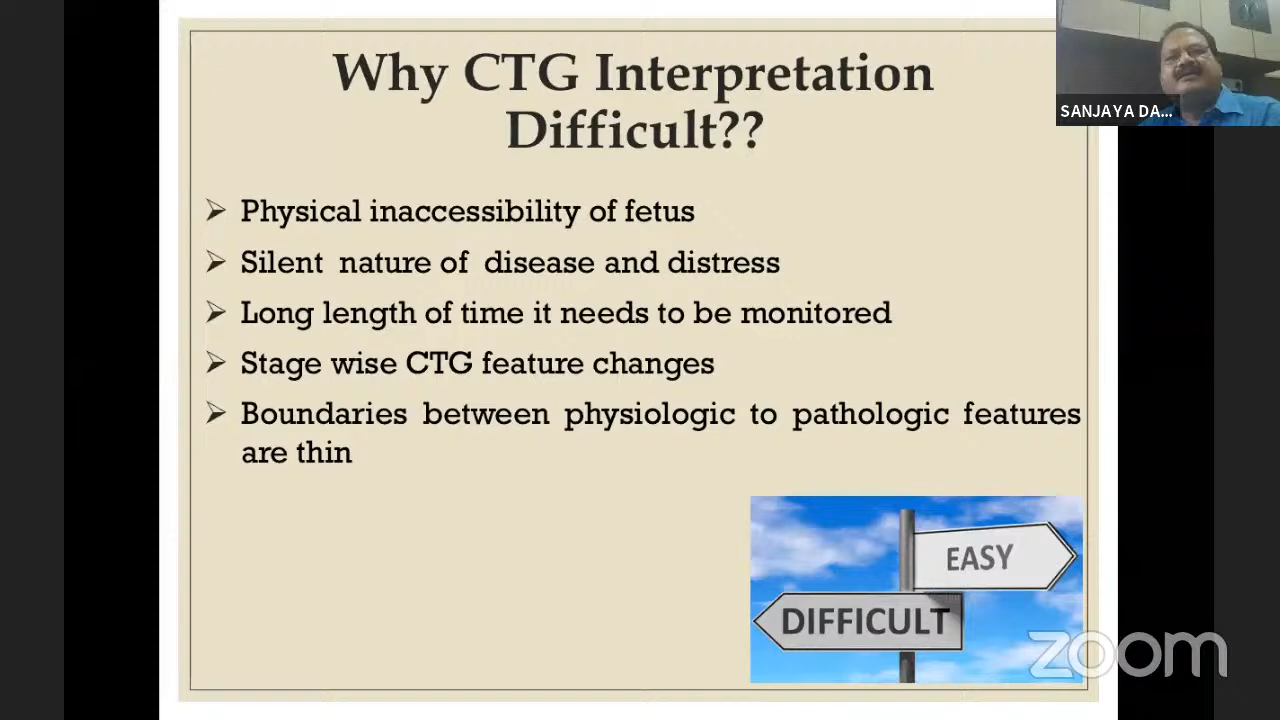 Why CTG Interpretation
Difficult??
SANJAYA DA...
➢ Physical inaccessibility of fetus
➢ Silent nature of disease and distress
➢ Long length of time it needs to be monitored
➢ Stage wise CTG feature changes
➢ Boundaries between physiologic to pathologic features
are thin
EASY
DIFFICULT
zoom